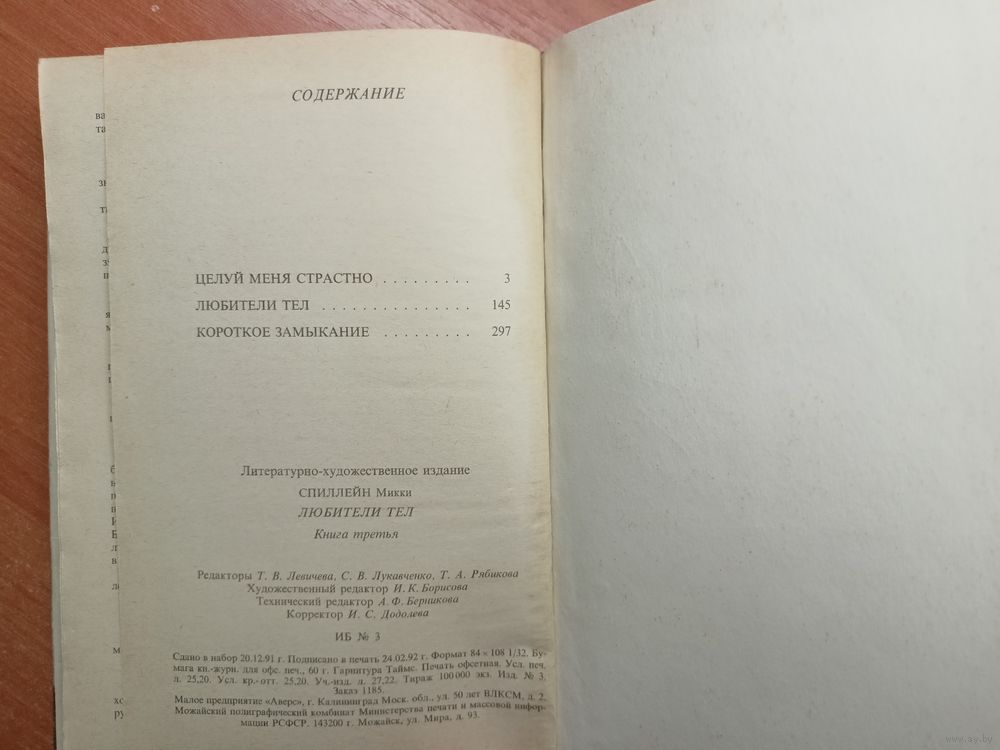 СОДЕРЖАНИЕ
ЦЕЛУЙ МЕНЯ СТРАСТНО . . . . . . . . . 3
ЛЮБИТЕЛИ ТЕЛ . . . . . . . . . . . . . . . 145
КОРОТКОЕ ЗАМЫКАНИЕ . . . . . . . . . 297
Литературно-художественное издание
СПИЛЛЕЙН Микки
ЛЮБИТЕЛИ ТЕЛ
Книга третья
Редакторы Т. В. Левичева, С. В. Лукавченко, Т. А. Рябикова
Художественный редактор И. К. Борисова
Технический редактор А. Ф. Берникова
Корректор И. С. Додолева
ИБ № 3
Сдано в набор 20.12.91 г. Подписано в печать 24.02.92 г. Формат 84 × 108 1/32. Бу-
мага кн.-журн. для офс. печ., 60 г. Гарнитура Таймс. Печать офсетная. Усл. печ.
л. 25,20. Усл. кр.-отт. 25,20. Уч.-изд. л. 27,22. Тираж 100 000 экз. Изд. № 3.
Заказ 1185.
Малое предприятие «Аверс», г. Калининград Моск. обл., ул. 50 лет ВЛКСМ, д. 2.
Можайский полиграфический комбинат Министерства печати и массовой инфор-
мации РСФСР. 143200 г. Можайск, ул. Мира, д. 93.
www.ay.by